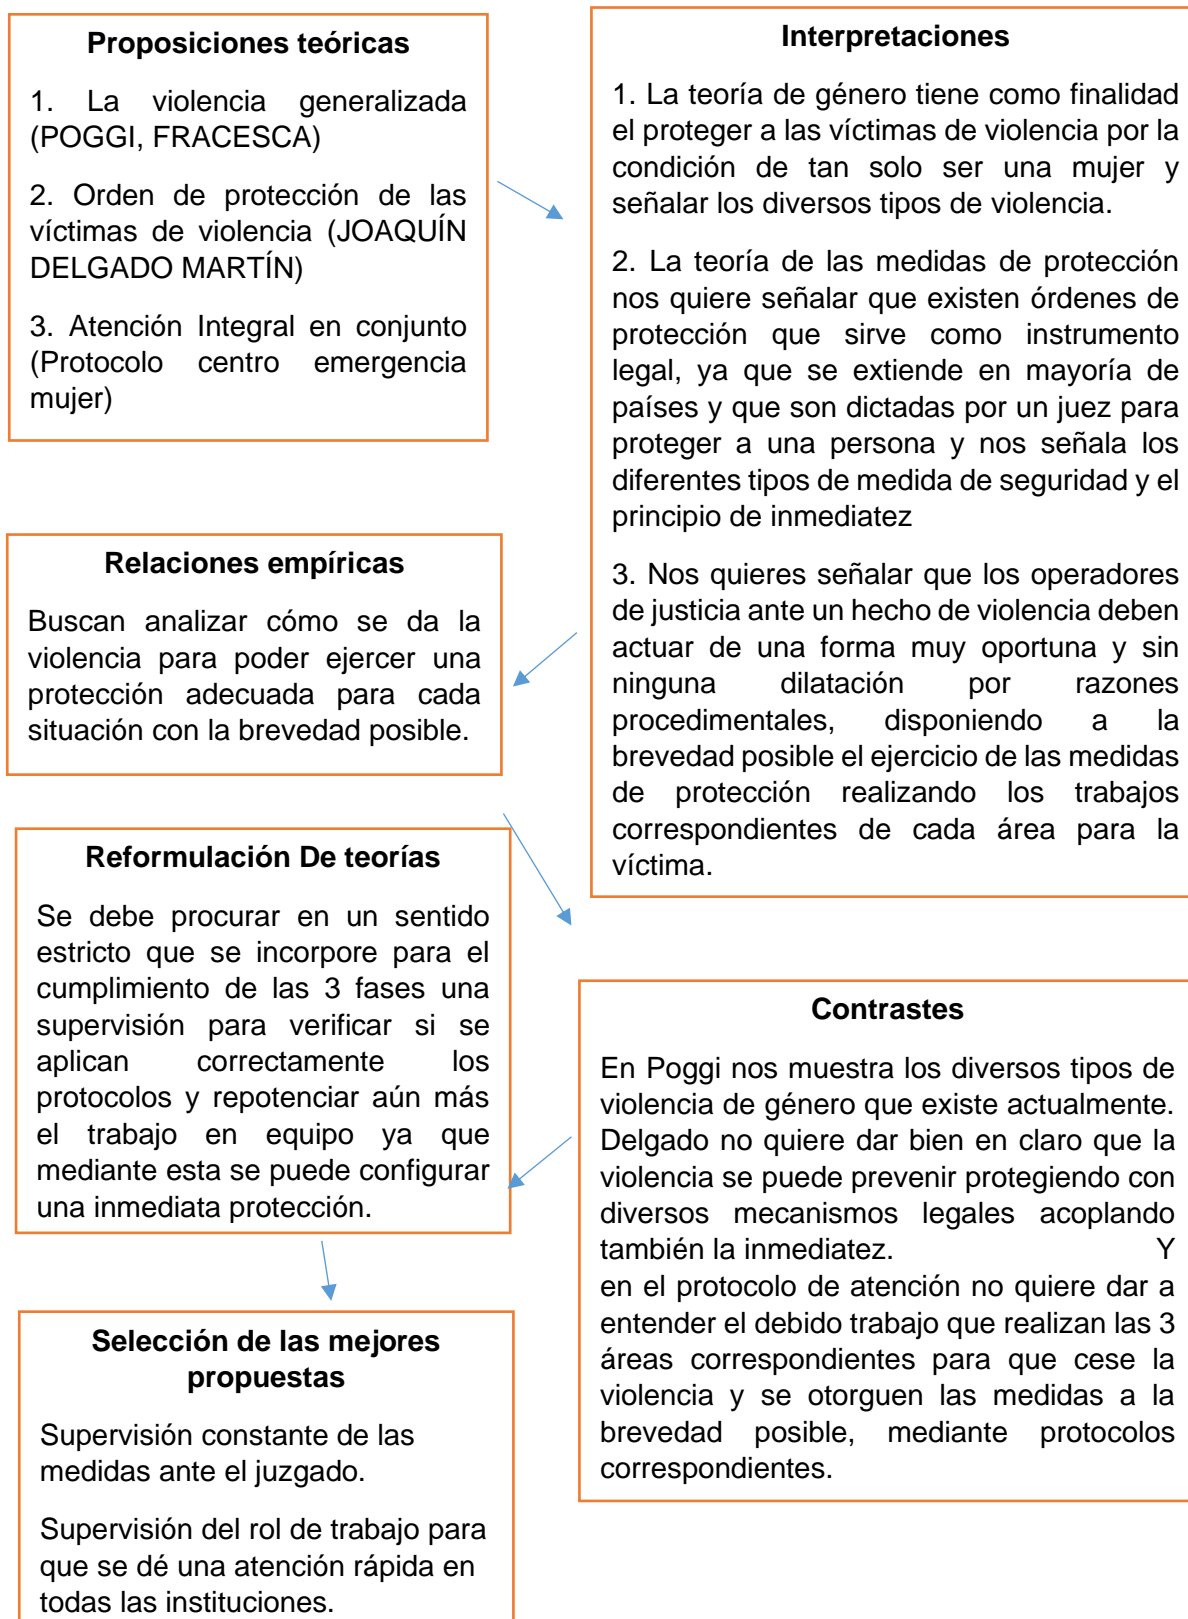 Proposiciones teóricas
1. La violencia generalizada
(POGGI, FRACESCA)
2. Orden de protección de las
víctimas de violencia (JOAQUÍN
DELGADO MARTÍN)
3. Atención Integral en conjunto
(Protocolo centro emergencia
mujer)
Interpretaciones
1. La teoría de género tiene como finalidad
el proteger a las víctimas de violencia por la
condición de tan solo ser una mujer y
señalar los diversos tipos de violencia.
2. La teoría de las medidas de protección
nos quiere señalar que existen órdenes de
protección que sirve como instrumento
legal, ya que se extiende en mayoría de
países y que son dictadas por un juez para
proteger a una persona y nos señala los
diferentes tipos de medida de seguridad y el
principio de inmediatez
3. Nos quieres señalar que los operadores
de justicia ante un hecho de violencia deben
actuar de una forma muy oportuna y sin
ninguna dilatación por razones
procedimentales, disponiendo a la
brevedad posible el ejercicio de las medidas
de protección realizando los trabajos
correspondientes de cada área para la
víctima.
Relaciones empíricas
Buscan analizar cómo se da la
violencia para poder ejercer una
protección adecuada para cada
situación con la brevedad posible.
Contrastes
En Poggi nos muestra los diversos tipos de
violencia de género que existe actualmente.
Delgado no quiere dar bien en claro que la
violencia se puede prevenir protegiendo con
diversos mecanismos legales acoplando
también la inmediatez. Y
en el protocolo de atención no quiere dar a
entender el debido trabajo que realizan las 3
áreas correspondientes para que cese la
violencia y se otorguen las medidas a la
brevedad posible, mediante protocolos
correspondientes.
Reformulación De teorías
Se debe procurar en un sentido
estricto que se incorpore para el
cumplimiento de las 3 fases una
supervisión para verificar si se
aplican correctamente los
protocolos y repotenciar aún más
el trabajo en equipo ya que
mediante esta se puede configurar
una inmediata protección.
Selección de las mejores
propuestas
Supervisión constante de las
medidas ante el juzgado.
Supervisión del rol de trabajo para
que se dé una atención rápida en
todas las instituciones.